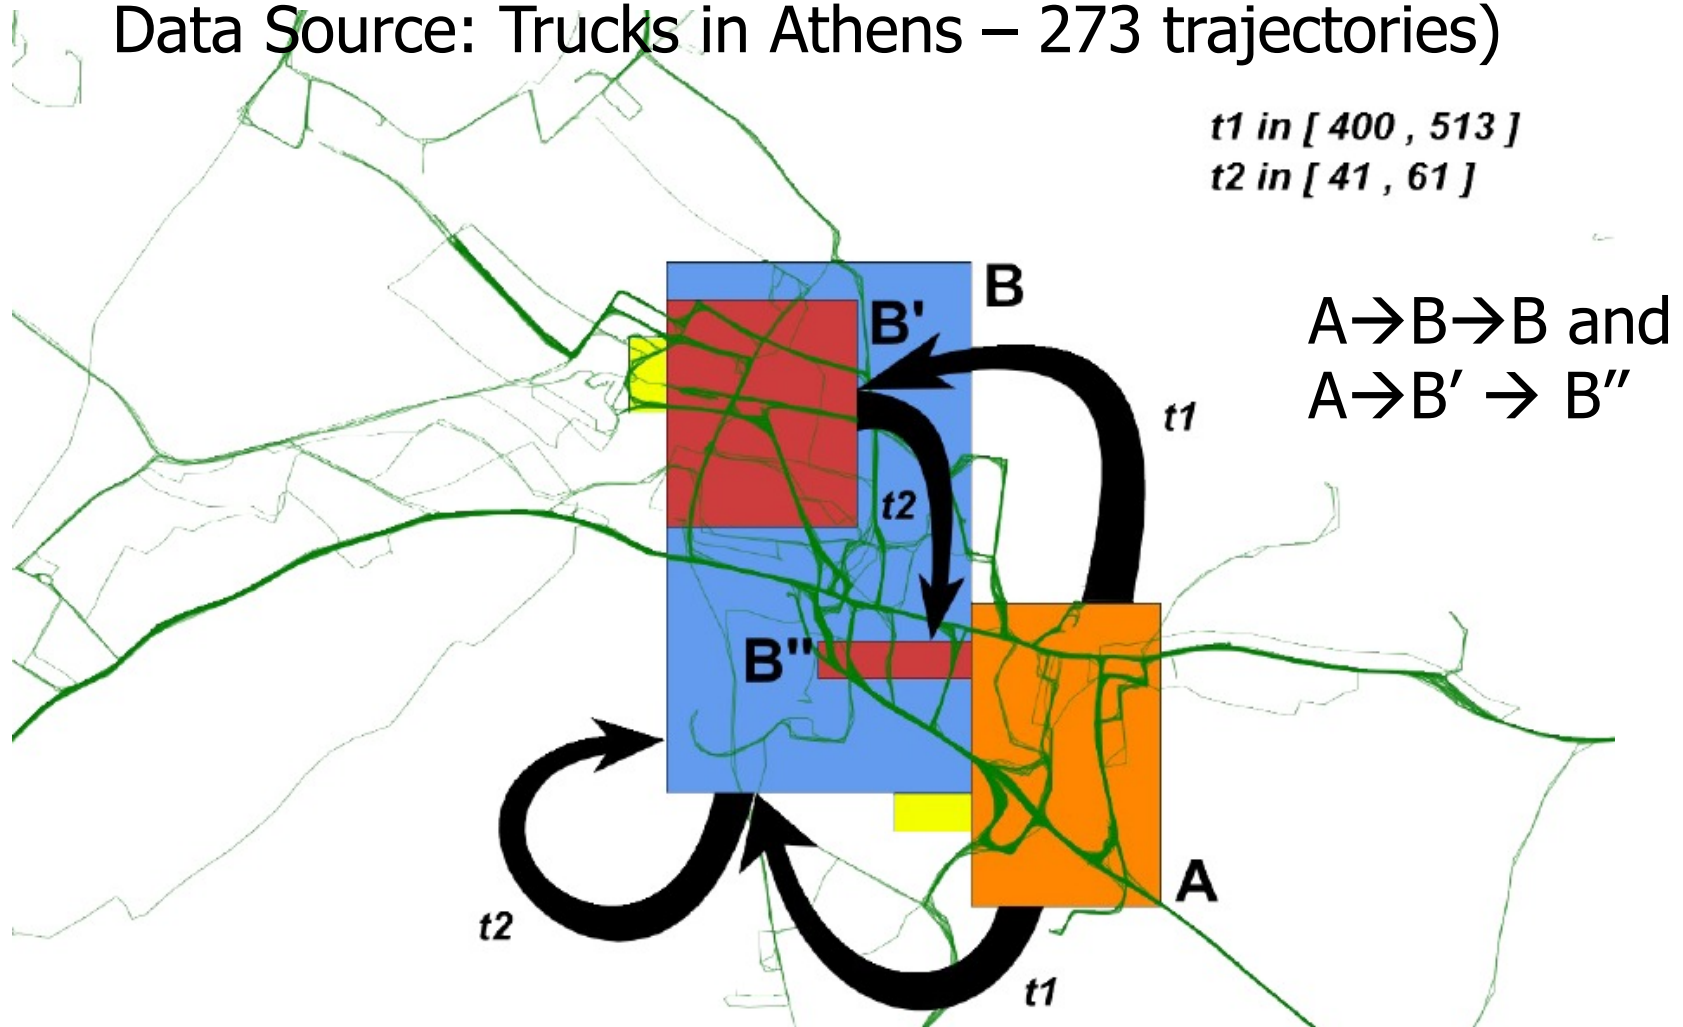 Data Source: Trucks in Athens – 273 trajectories)
t1 in [ 400 , 513 ]
t2 in [ 41 , 61 ]
B
B'
A→B→B and
A→B′ → B″
t1
t2
B"
A
t2
t1